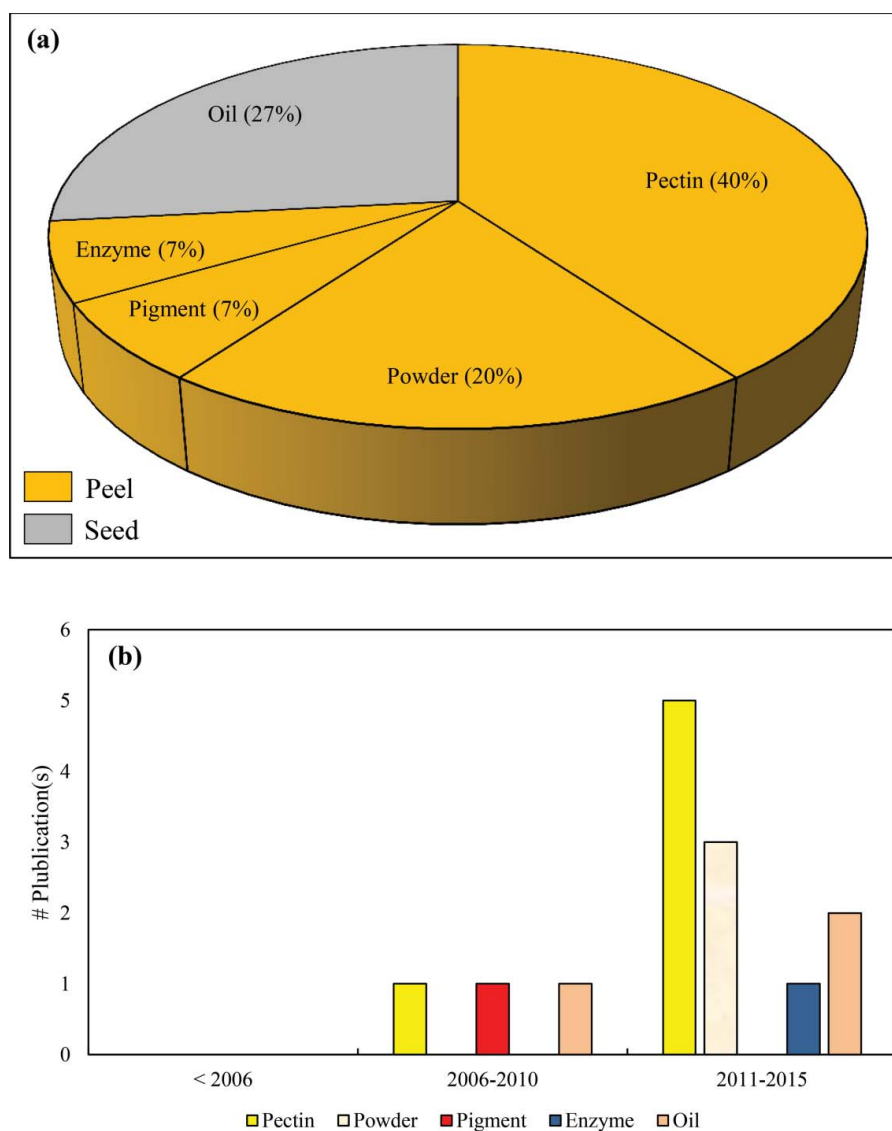 (a)
Oil (27%)
Pectin (40%)
Enzyme (7%)
Pigment (7%)
Powder (20%)
Peel
Seed
(b)
# Plublication(s)
6
5
4
3
2
1
0
< 2006 2006-2010 2011-2015
Pectin Powder Pigment Enzyme Oil